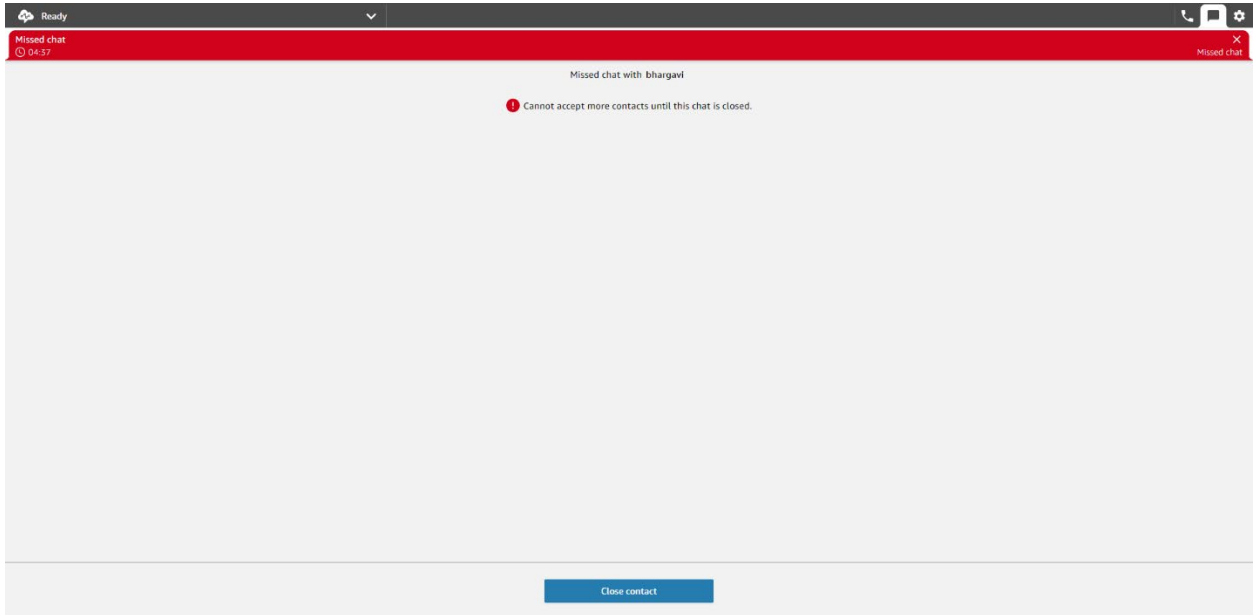 Ready
Missed chat
04:37
Missed chat
Missed chat with bhargavi
Cannot accept more contacts until this chat is closed.
Close contact